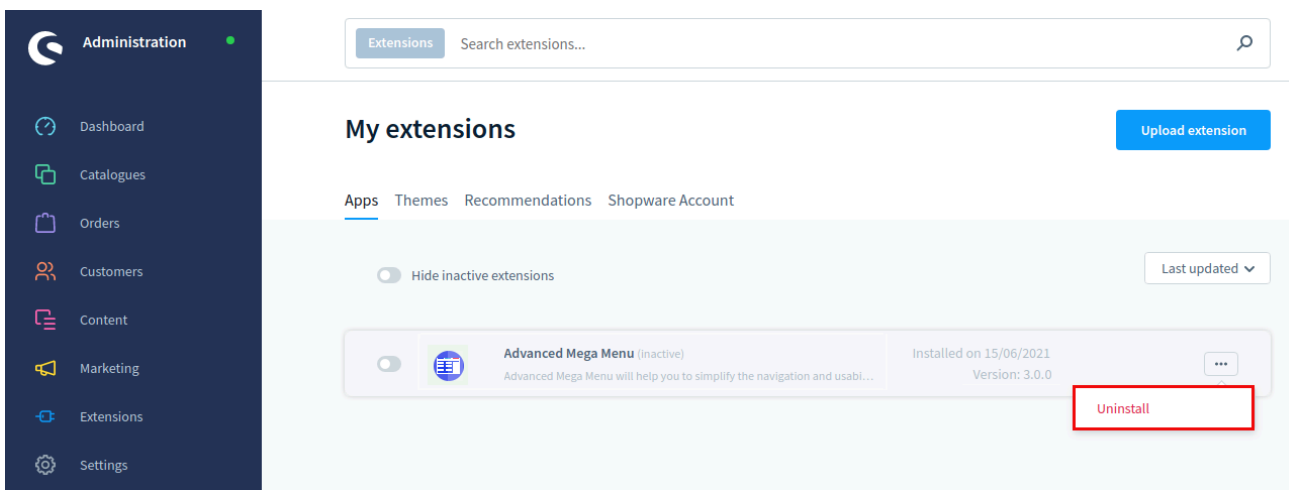 Administration
Extensions Search extensions...
Dashboard
Catalogues
Orders
Customers
Content
Marketing
Extensions
Settings
My extensions
Upload extension
Apps Themes Recommendations Shopware Account
Hide inactive extensions
Last updated
Advanced Mega Menu (inactive)
Advanced Mega Menu will help you to simplify the navigation and usabi...
Installed on 15/06/2021
Version: 3.0.0
Uninstall